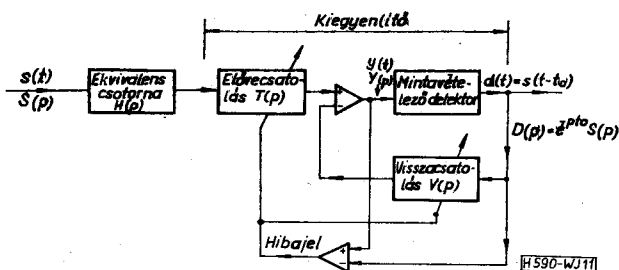 Kiegyenlítő
s(t)
S(p)
Ekvivalens
csatorna
H(p)
Előrecsato-
lás T(p)
+
-
y(t)
Y(p)
Mintavéte-
lező detektor
d(t)=s(t-t₀)
D(p)=e^-pt₀ S(p)
Visszacsato-
lás V(p)
Hibajel
+
-
H590-WJ11